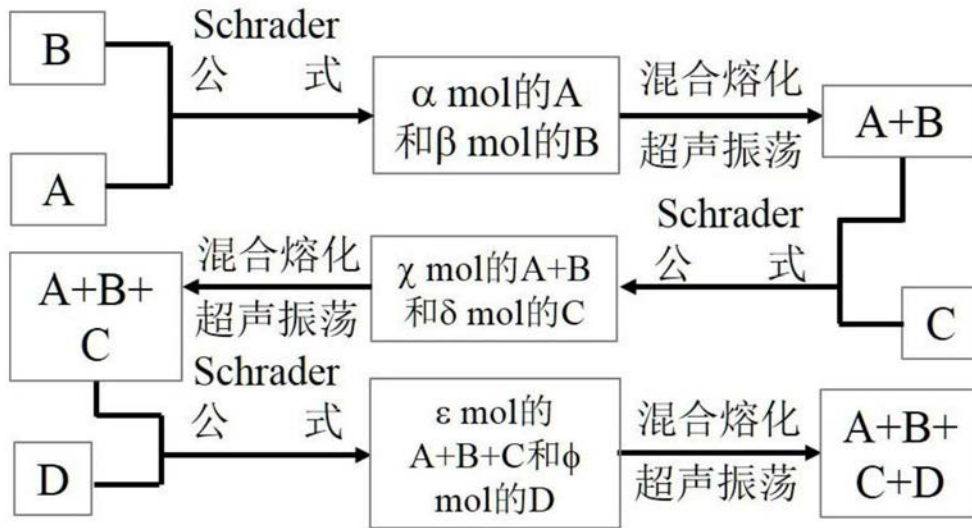 B
Schrader
公 式
A
α mol的A
和β mol的B
混合熔化
超声振荡
A+B
Schrader
公 式
C
χ mol的A+B
和δ mol的C
混合熔化
超声振荡
A+B+
C
Schrader
公 式
D
ε mol的
A+B+C和ϕ
mol的D
混合熔化
超声振荡
A+B+
C+D